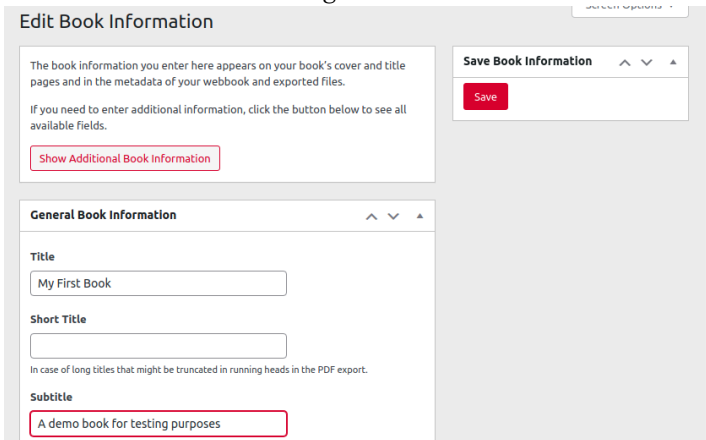 Edit Book Information
Screen Options
The book information you enter here appears on your book's cover and title
pages and in the metadata of your webbook and exported files.
If you need to enter additional information, click the button below to see all
available fields.
Show Additional Book Information
Save Book Information
Save
General Book Information
Title
My First Book
Short Title
In case of long titles that might be truncated in running heads in the PDF export.
Subtitle
A demo book for testing purposes